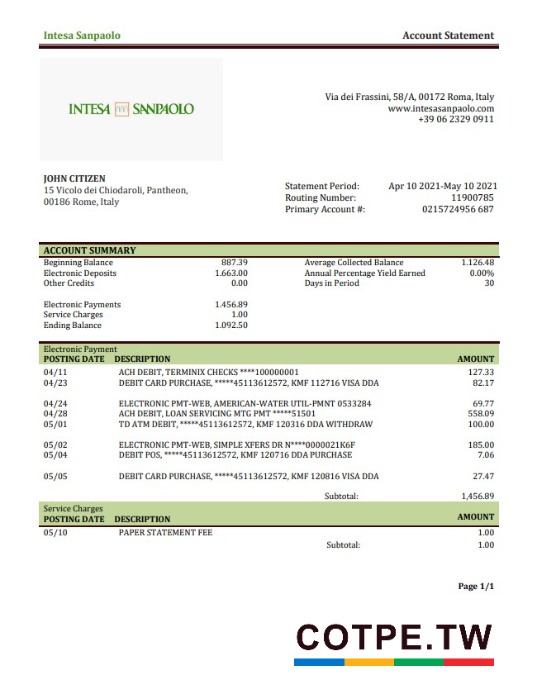 Intesa Sanpaolo Account Statement
INTESA SANPAOLO
Via dei Frassini, 58/A, 00172 Roma, Italy
www.intesasanpaolo.com
+39 06 2329 0911
JOHN CITIZEN
15 Vicolo dei Chiodaroli, Pantheon,
00186 Rome, Italy
Statement Period: Apr 10 2021-May 10 2021
Routing Number: 11900785
Primary Account #: 0215724956 687
ACCOUNT SUMMARY
Beginning Balance 887.39 Average Collected Balance 1.126.48
Electronic Deposits 1.663.00 Annual Percentage Yield Earned 0.00%
Other Credits 0.00 Days in Period 30
Electronic Payments 1.456.89
Service Charges 1.00
Ending Balance 1.092.50
Electronic Payment
POSTING DATE DESCRIPTION AMOUNT
04/11 ACH DEBIT, TERMINIX CHECKS ****100000001 127.33
04/23 DEBIT CARD PURCHASE, *****45113612572, KMF 112716 VISA DDA 82.17
04/24 ELECTRONIC PMT-WEB, AMERICAN-WATER UTIL-PMNT 0533284 69.77
04/28 ACH DEBIT, LOAN SERVICING MTG PMT *****51501 558.09
05/01 TD ATM DEBIT, *****45113612572, KMF 120316 DDA WITHDRAW 100.00
05/02 ELECTRONIC PMT-WEB, SIMPLE XFERS DR N****0000021K6F 185.00
05/04 DEBIT POS, *****45113612572, KMF 120716 DDA PURCHASE 7.06
05/05 DEBIT CARD PURCHASE, *****45113612572, KMF 120816 VISA DDA 27.47
Subtotal: 1,456.89
Service Charges
POSTING DATE DESCRIPTION AMOUNT
05/10 PAPER STATEMENT FEE 1.00
Subtotal: 1.00
Page 1/1
COTPE.TW